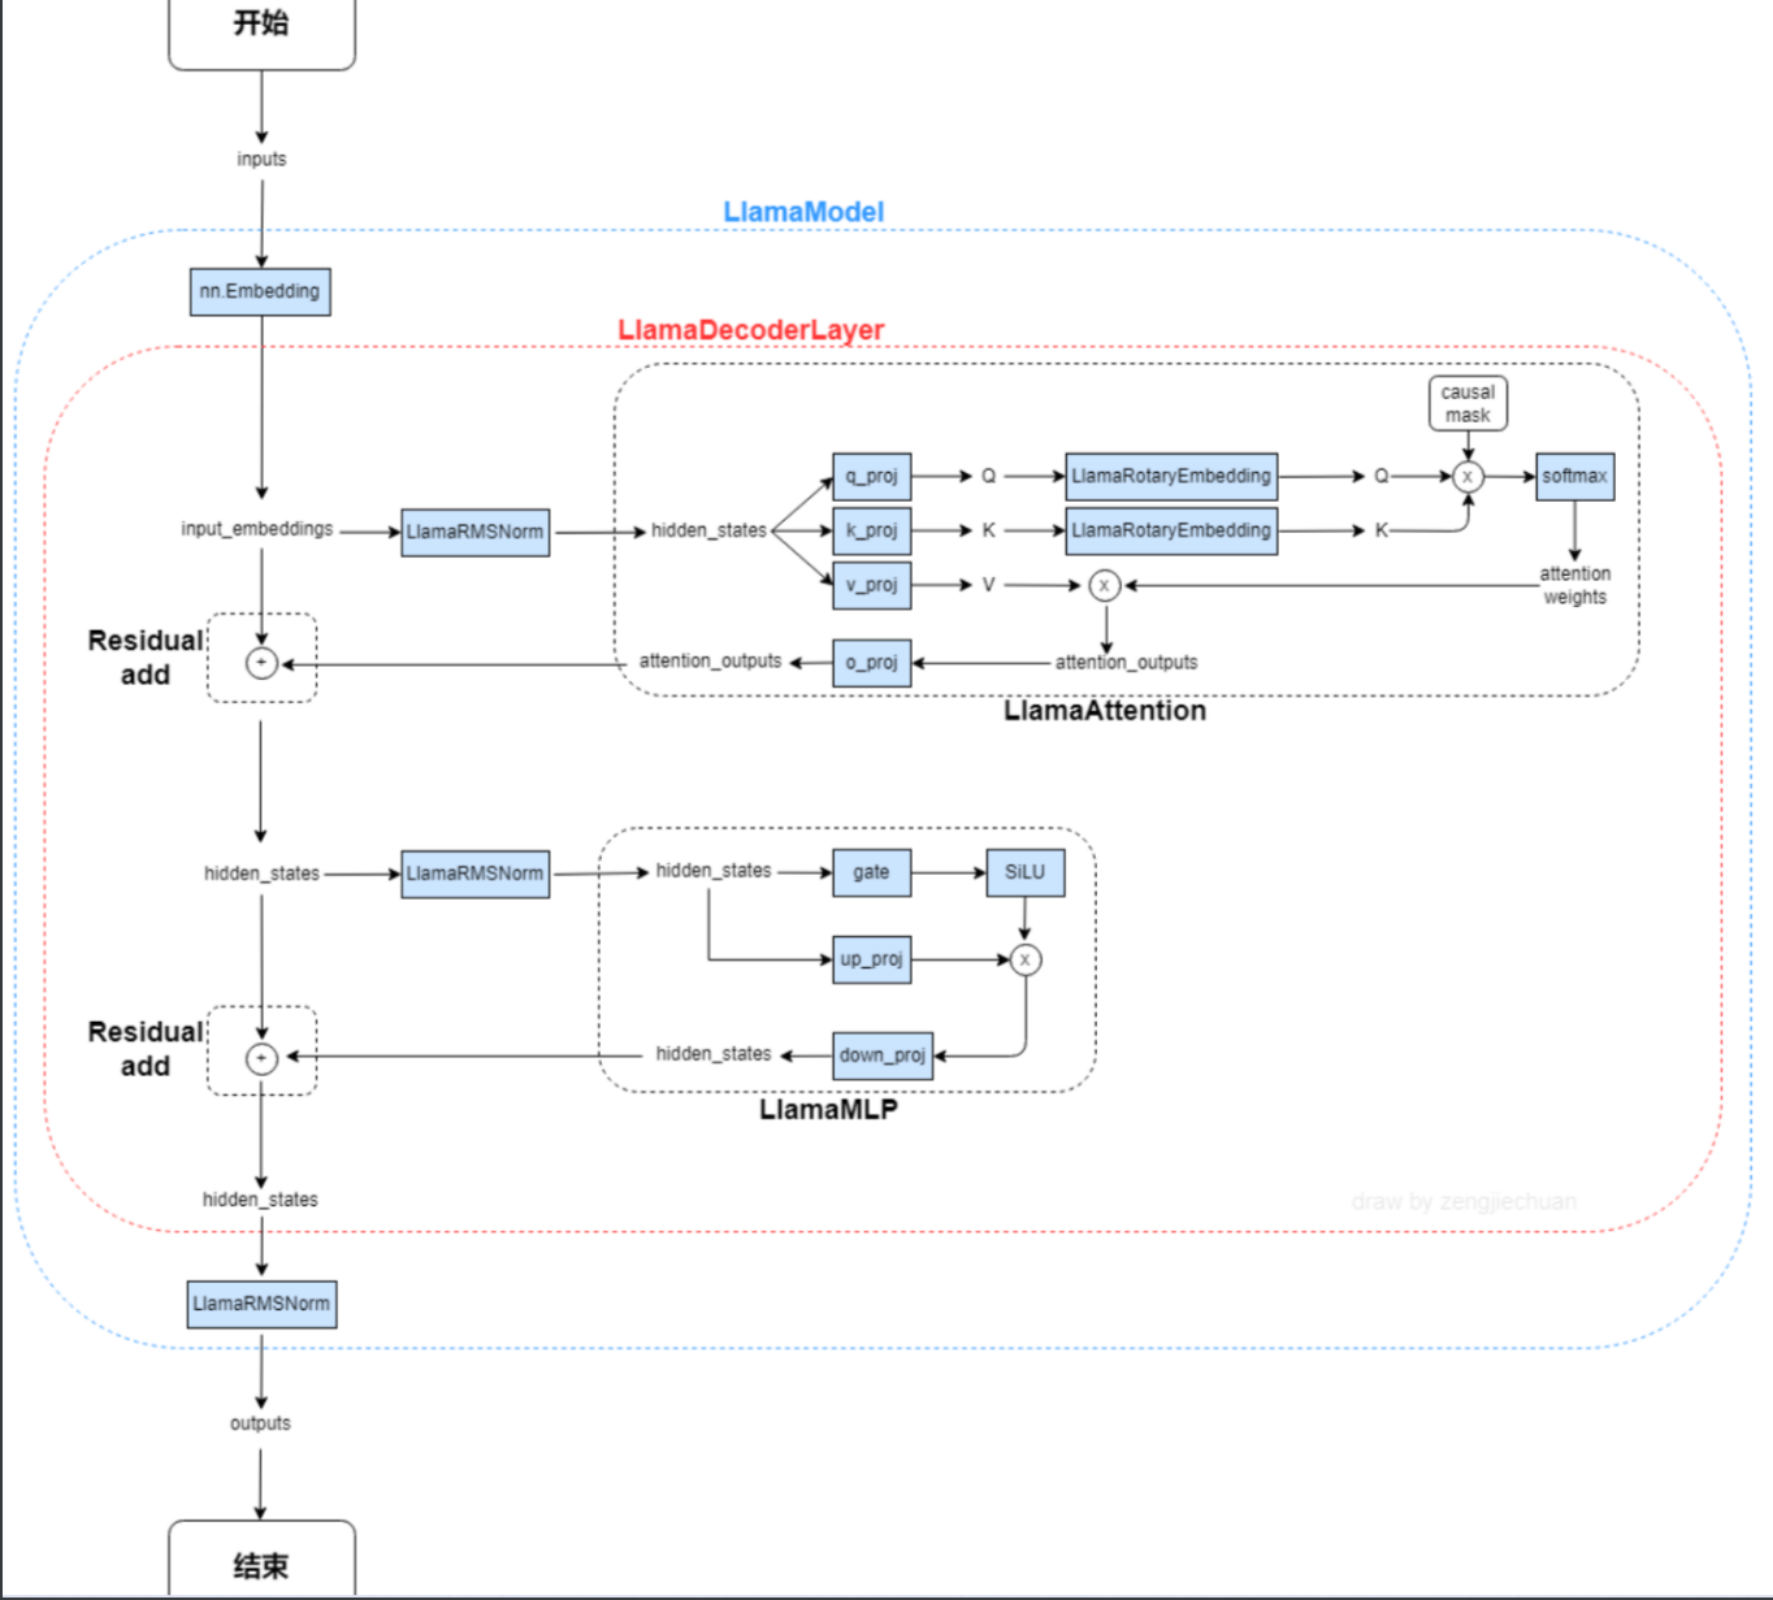 开始
inputs
LlamaModel
nn.Embedding
LlamaDecoderLayer
causal
mask
q_proj
Q
LlamaRotaryEmbedding
Q
x
softmax
input_embeddings
LlamaRMSNorm
hidden_states
k_proj
K
LlamaRotaryEmbedding
K
v_proj
V
x
attention
weights
Residual
add
+
attention_outputs
o_proj
attention_outputs
LlamaAttention
hidden_states
LlamaRMSNorm
hidden_states
gate
SiLU
up_proj
x
Residual
add
+
hidden_states
down_proj
LlamaMLP
hidden_states
draw by zengjiechuan
LlamaRMSNorm
outputs
结束